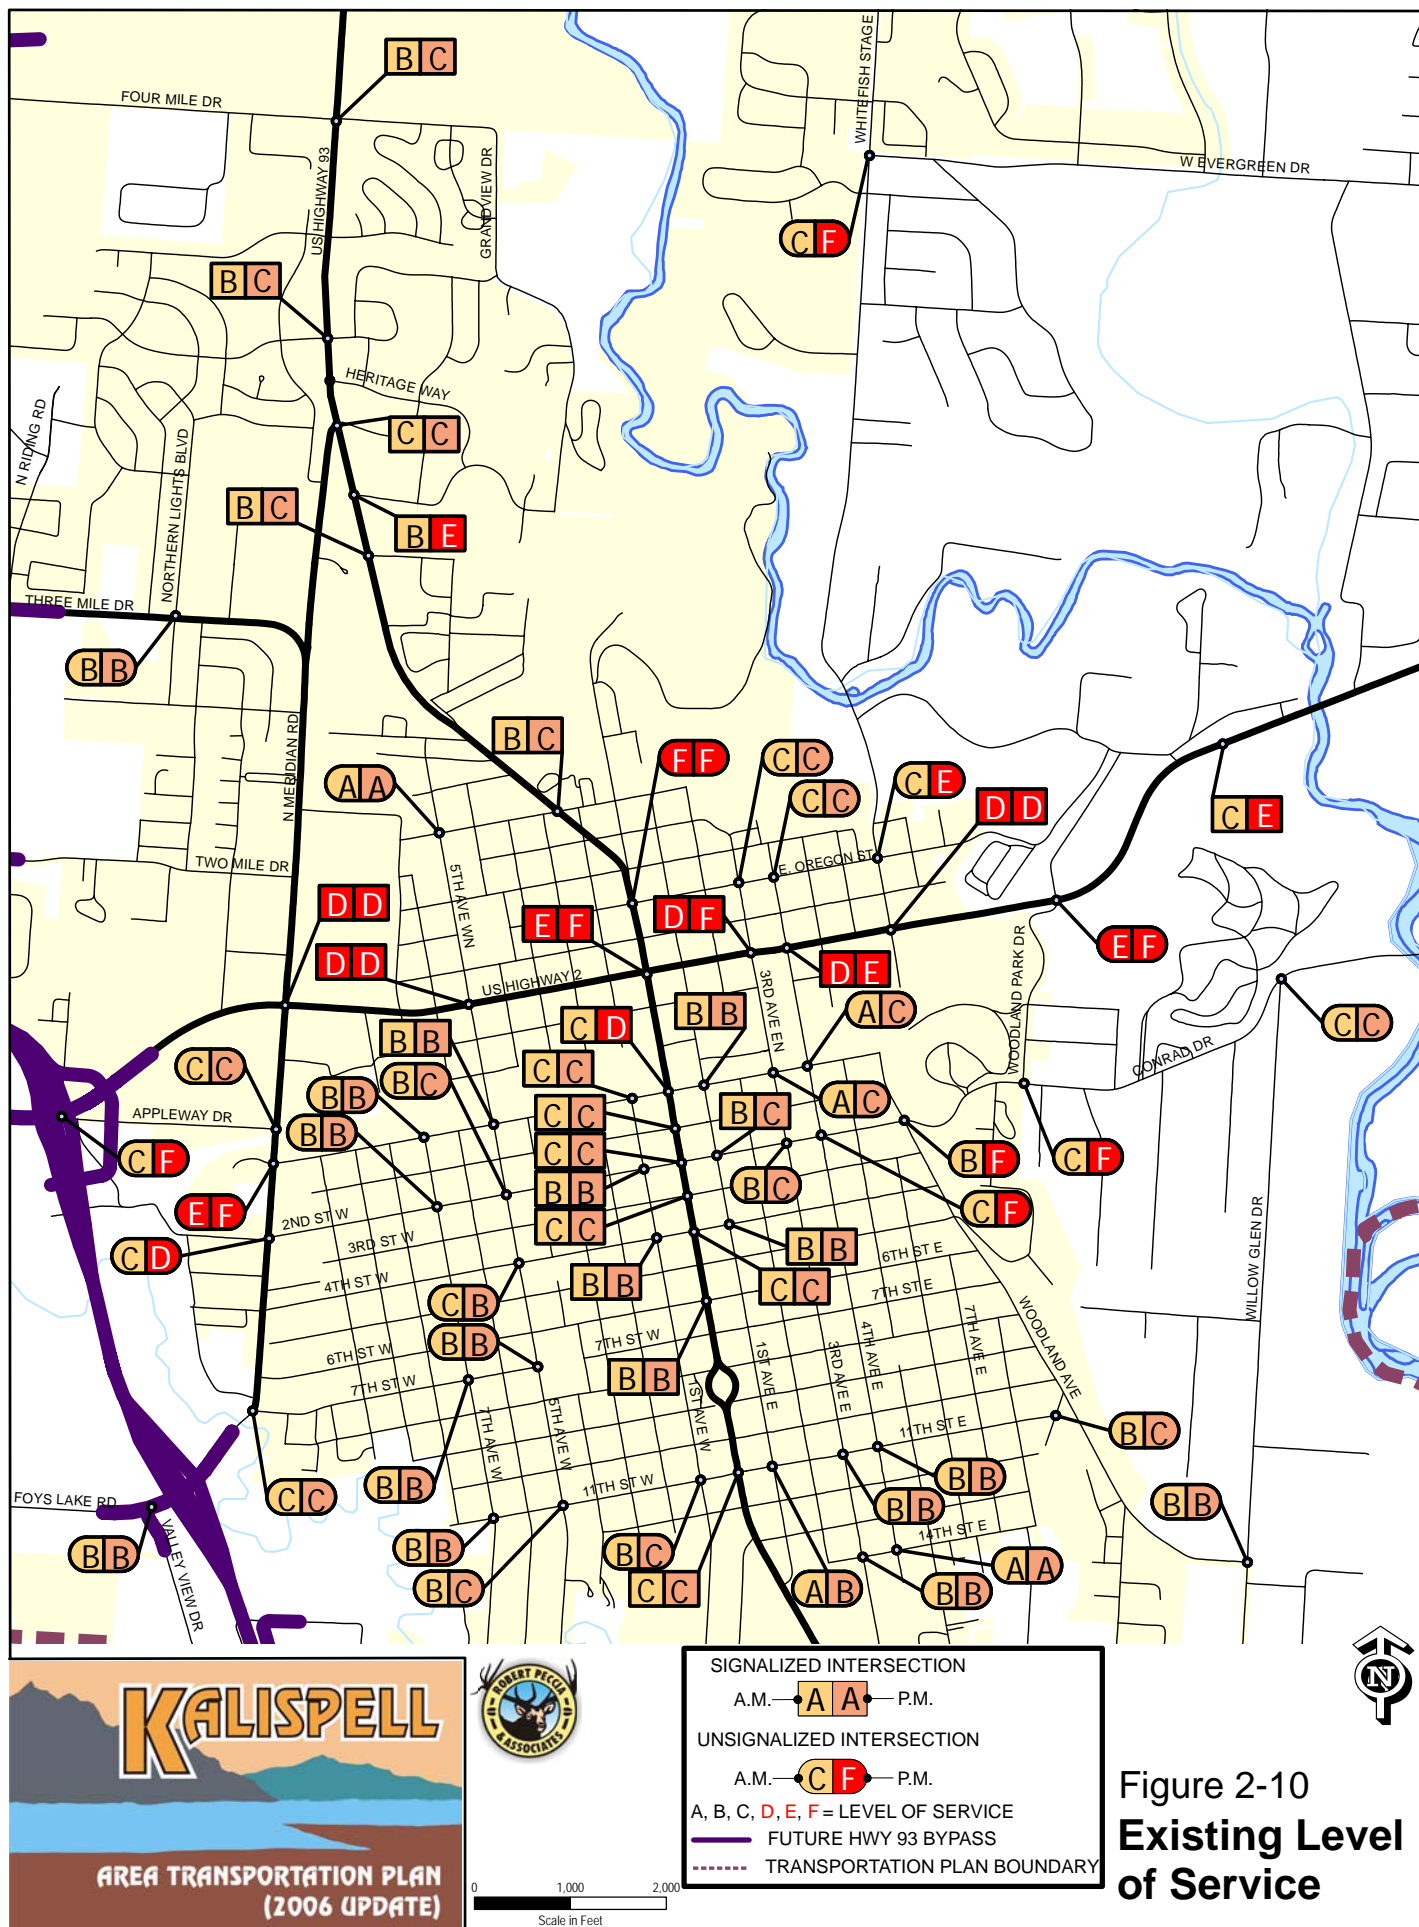 B C
FOUR MILE DR
WHITEFISH STAGE
US HIGHWAY 93
GRANDVIEW DR
W EVERGREEN DR
C F
B C
HERITAGE WAY
N RIDING RD
C C
NORTHERN LIGHTS BLVD
B C
B E
THREE MILE DR
B B
N MERIDIAN RD
B C
F F
C C
A A
C C
C E
D D
C E
TWO MILE DR
5TH AVE WN
E. OREGON ST
D D
E F
D F
E F
D D
US HIGHWAY 2
D E
3RD AVE EN
WOODLAND PARK DR
C D
B B
A C
C C
B B
C C
B C
C C
CONRAD DR
B B
APPLEWAY DR
B B
C C
B C
A C
C F
C C
B F
C F
B B
B C
E F
2ND ST W
C C
C F
3RD ST W
C D
B B
6TH ST E
4TH ST W
B B
C C
7TH ST E
WILLOW GLEN DR
C B
WOODLAND AVE
B B
7TH ST W
6TH ST W
7TH ST W
B B
1ST AVE E
3RD AVE E
4TH AVE E
7TH AVE E
1ST AVE W
7TH AVE W
5TH AVE W
11TH ST E
B C
11TH ST W
B B
B B
B B
B B
C C
FOYS LAKE RD
VALLEY VIEW DR
B B
B B
B C
14TH ST E
A A
B C
C C
A B
B B
KALISPELL
AREA TRANSPORTATION PLAN
(2006 UPDATE)
ROBERT PECCIA
& ASSOCIATES
0 1,000 2,000
Scale in Feet
SIGNALIZED INTERSECTION
A.M. A A P.M.
UNSIGNALIZED INTERSECTION
A.M. C F P.M.
A, B, C, D, E, F = LEVEL OF SERVICE
FUTURE HWY 93 BYPASS
TRANSPORTATION PLAN BOUNDARY
N
Figure 2-10
Existing Level
of Service